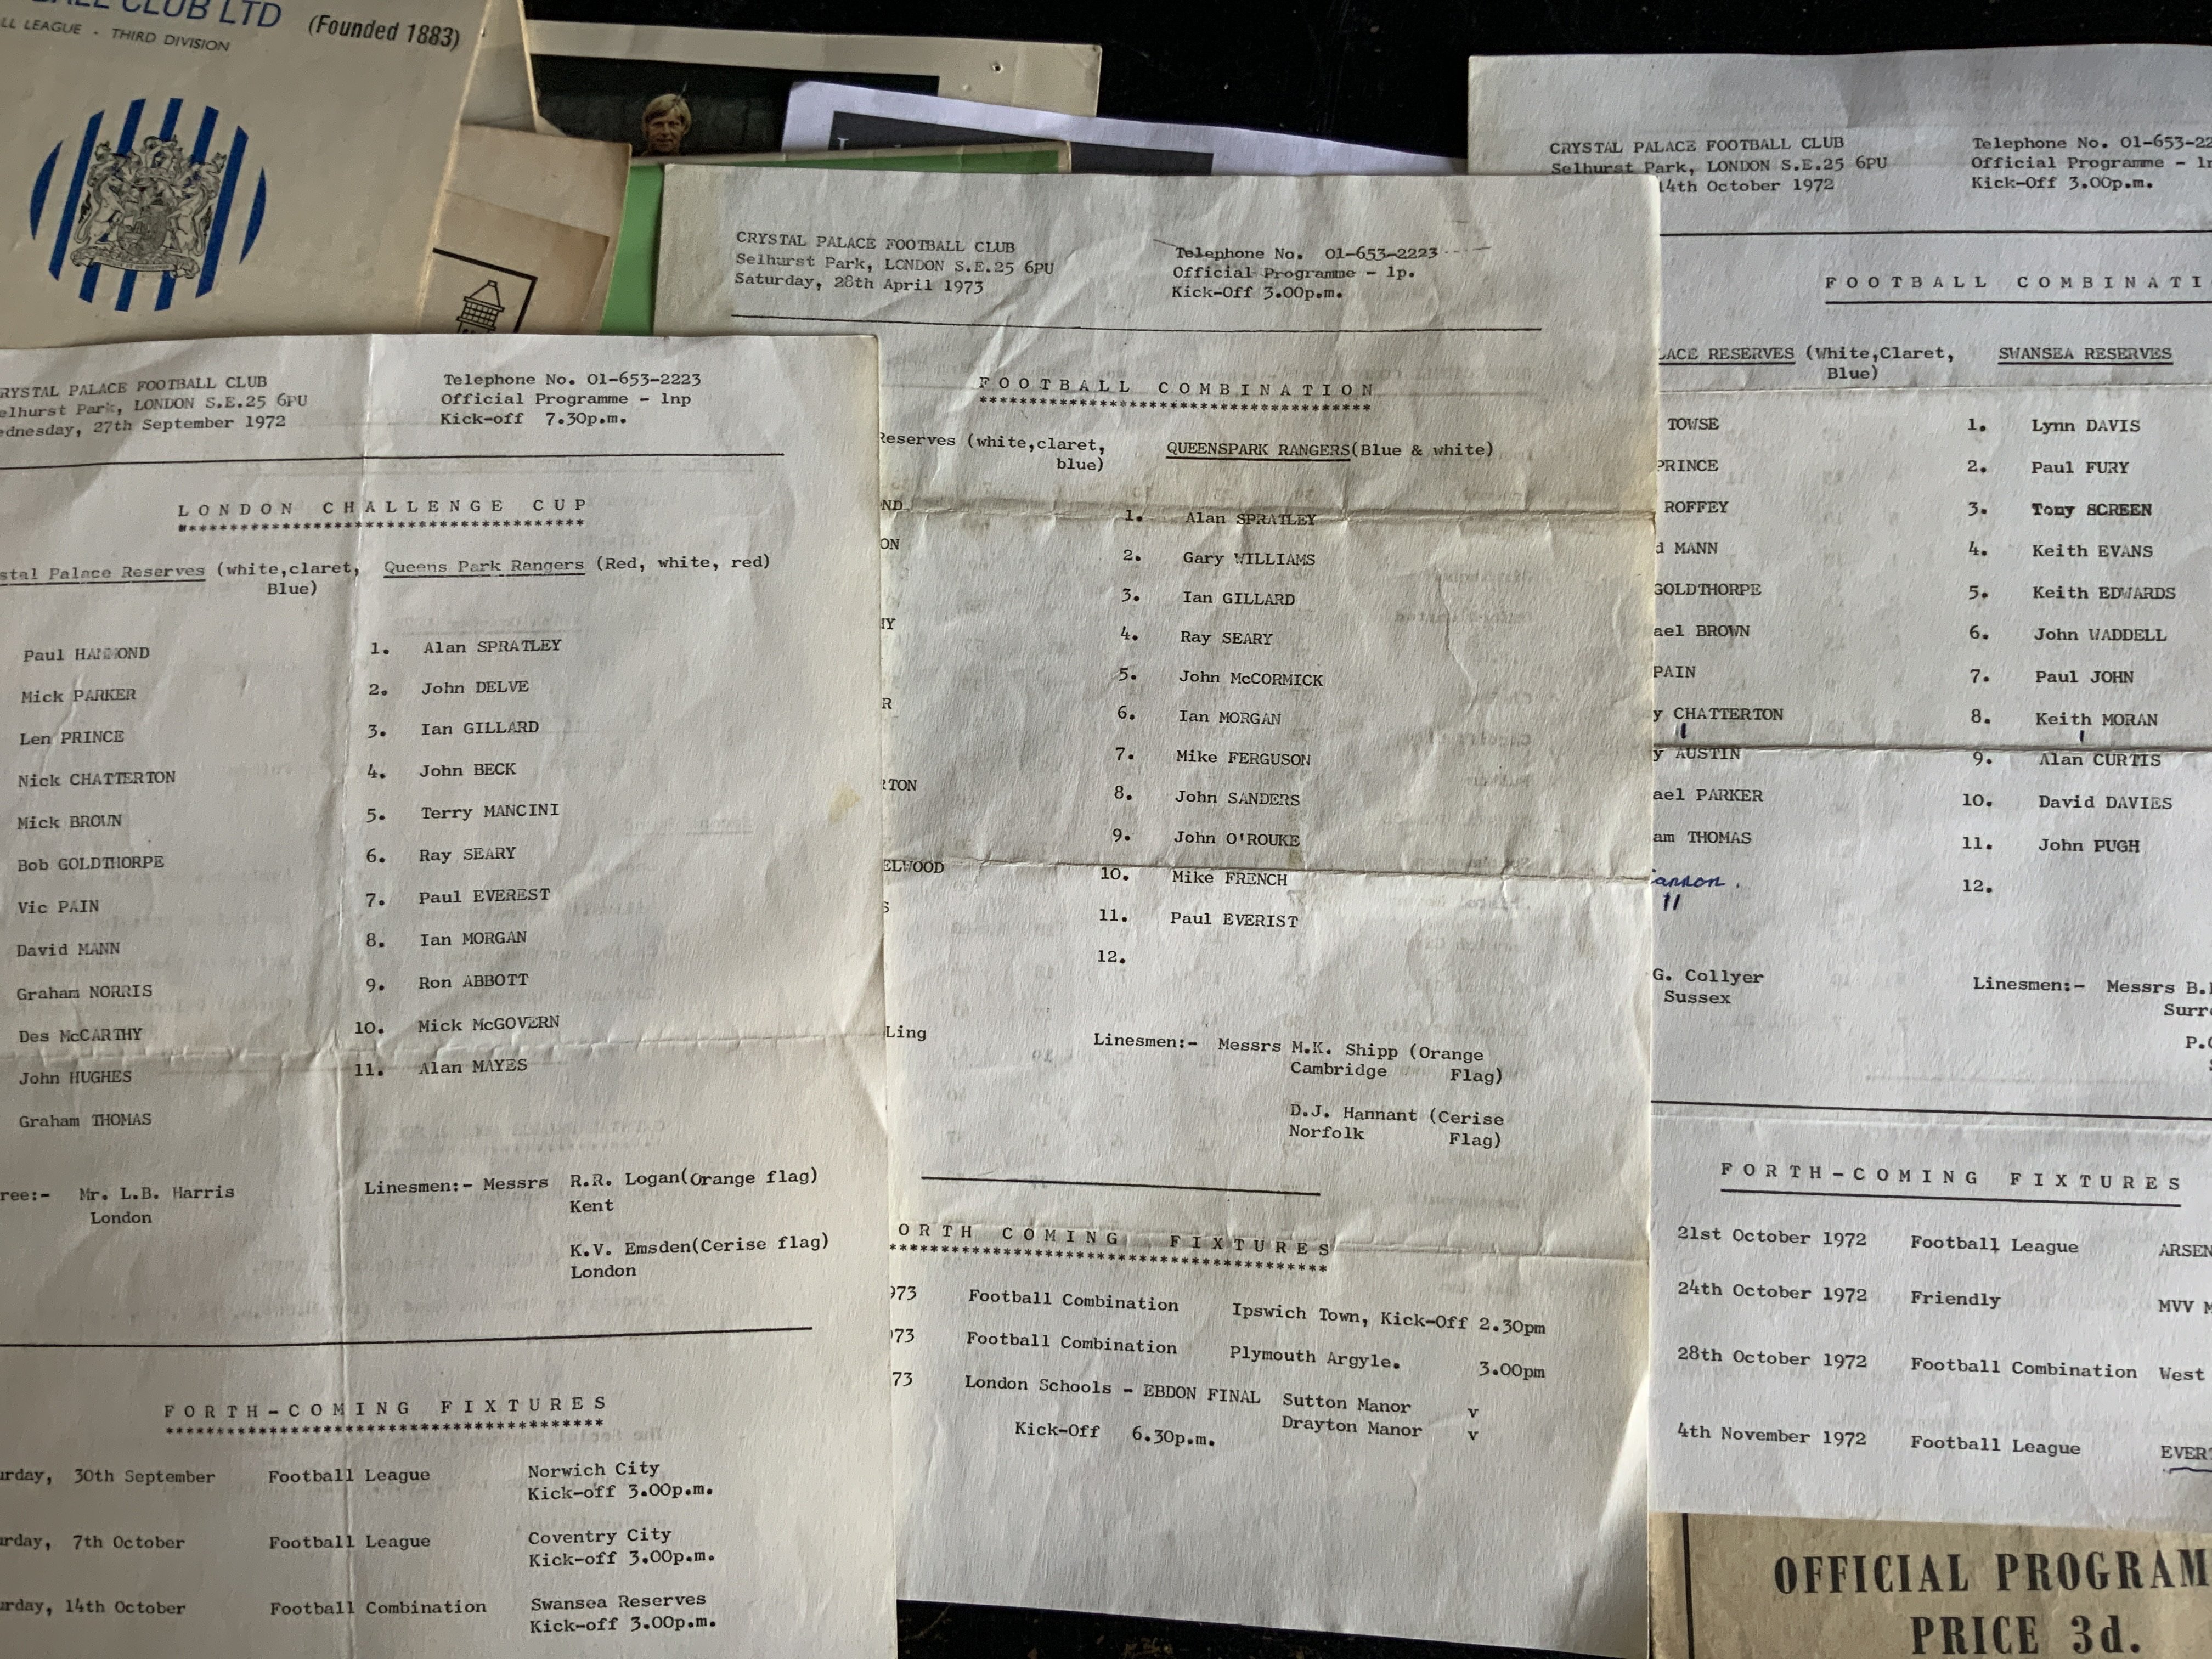 CLUB LTD (Founded 1883)
LEAGUE - THIRD DIVISION
CRYSTAL PALACE FOOTBALL CLUB Telephone No. 01-653-2223
Selhurst Park, LONDON S.E.25 6PU Official Programme - 1np
27th September 1972 Kick-off 7.30p.m.
LONDON CHALLENGE CUP
*************************************
stal Palace Reserves (white,claret, Queens Park Rangers (Red, white, red)
Blue)
Paul HAMMOND 1. Alan SPRATLEY
Mick PARKER 2. John DELVE
Len PRINCE 3. Ian GILLARD
Nick CHATTERTON 4. John BECK
Mick BROWN 5. Terry MANCINI
Bob GOLDTHORPE 6. Ray SEARY
Vic PAIN 7. Paul EVEREST
David MANN 8. Ian MORGAN
Graham NORRIS 9. Ron ABBOTT
Des McCARTHY 10. Mick McGOVERN
John HUGHES 11. Alan MAYES
Graham THOMAS
ree:- Mr. L.B. Harris Linesmen:- Messrs R.R. Logan(Orange flag)
London Kent
K.V. Emsden(Cerise flag)
London
FORTH-COMING FIXTURES
***************************************
urday, 30th September Football League Norwich City
Kick-off 3.00p.m.
urday, 7th October Football League Coventry City
Kick-off 3.00p.m.
urday, 14th October Football Combination Swansea Reserves
Kick-off 3.00p.m.
CRYSTAL PALACE FOOTBALL CLUB Telephone No. 01-653-2223
Selhurst Park, LONDON S.E.25 6PU Official Programme - 1p.
Saturday, 28th April 1973 Kick-Off 3.00p.m.
FOOTBALL COMBINATION
************************************
Reserves (white,claret, QUEENSPARK RANGERS(Blue & white)
blue)
ND 1. Alan SPRATLEY
ON 2. Gary WILLIAMS
3. Ian GILLARD
HY 4. Ray SEARY
5. John McCORMICK
R 6. Ian MORGAN
7. Mike FERGUSON
RTON 8. John SANDERS
9. John O'ROUKE
ELWOOD 10. Mike FRENCH
S 11. Paul EVERIST
12.
Ling Linesmen:- Messrs M.K. Shipp (Orange
Cambridge Flag)
D.J. Hannant (Cerise
Norfolk Flag)
ORTH COMING FIXTURES
****************************************
973 Football Combination Ipswich Town, Kick-Off 2.30pm
73 Football Combination Plymouth Argyle. 3.00pm
73 London Schools - EBDON FINAL Sutton Manor v
Drayton Manor v
Kick-Off 6.30p.m.
CRYSTAL PALACE FOOTBALL CLUB Telephone No. 01-653-22
Selhurst Park, LONDON S.E.25 6PU Official Programme - 1n
14th October 1972 Kick-Off 3.00p.m.
FOOTBALL COMBINATI
LACE RESERVES (White,Claret, SWANSEA RESERVES
Blue)
TOWSE 1. Lynn DAVIS
PRINCE 2. Paul FURY
ROFFEY 3. Tony SCREEN
d MANN 4. Keith EVANS
GOLDTHORPE 5. Keith EDWARDS
ael BROWN 6. John WADDELL
PAIN 7. Paul JOHN
y CHATTERTON 8. Keith MORAN
y AUSTIN 9. Alan CURTIS
ael PARKER 10. David DAVIES
am THOMAS 11. John PUGH
annon. 12.
G. Collyer Linesmen:- Messrs B.
Sussex Surr
FORTH-COMING FIXTURES
21st October 1972 Football League ARSEN
24th October 1972 Friendly MVV M
28th October 1972 Football Combination West
4th November 1972 Football League EVER
OFFICIAL PROGRAM
PRICE 3d.